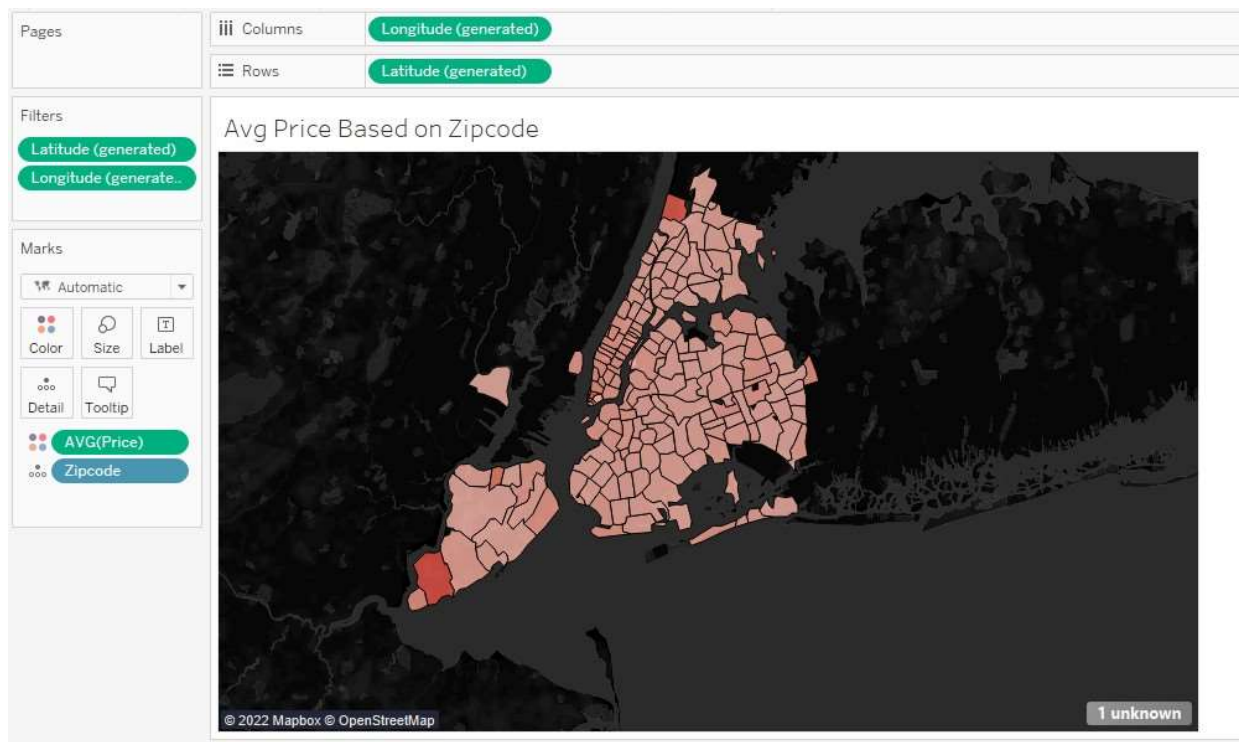 Pages
Columns
Longitude (generated)
Rows
Latitude (generated)
Filters
Latitude (generated)
Longitude (generate..
Avg Price Based on Zipcode
Marks
Automatic
Color
Size
Label
Detail
Tooltip
AVG(Price)
Zipcode
© 2022 Mapbox © OpenStreetMap
1 unknown